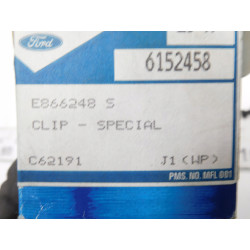 Ford
6152458
E866248 S
CLIP - SPECIAL
C62191 J1(WP)
PMS. NO. MFL 001